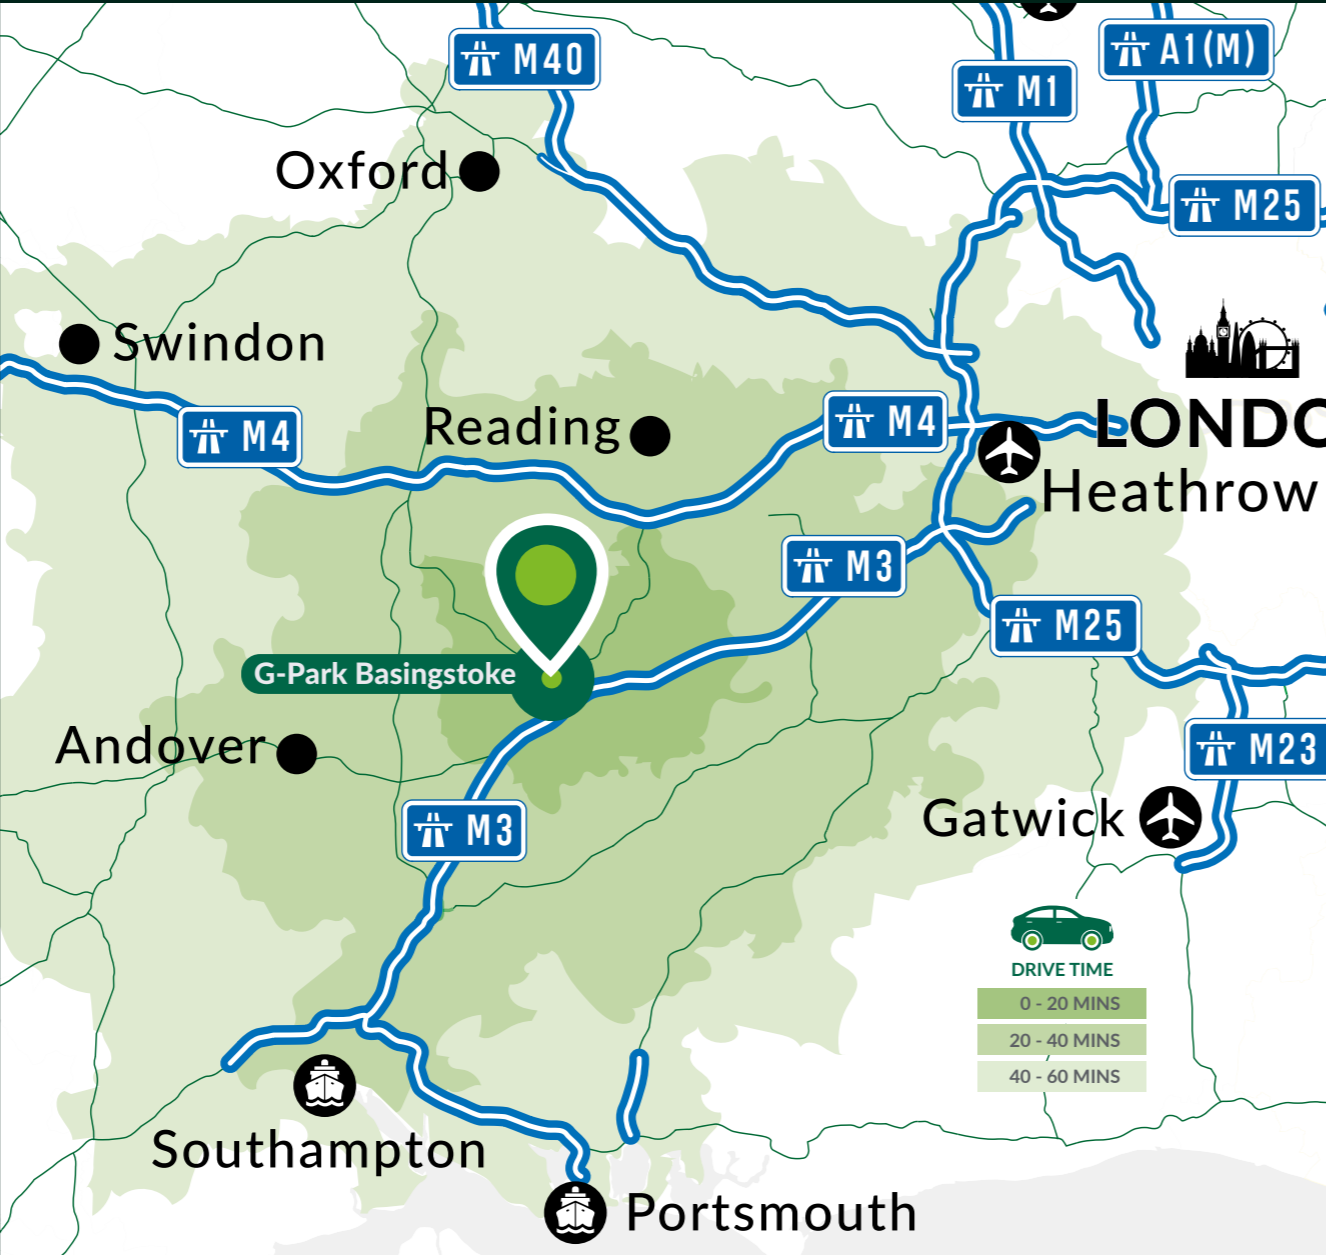 M40
A1(M)
M1
Oxford
M25
Swindon
M4
Reading
M4
LONDO
Heathrow
M3
M25
G-Park Basingstoke
Andover
M23
M3
Gatwick
DRIVE TIME
0 - 20 MINS
20 - 40 MINS
40 - 60 MINS
Southampton
Portsmouth